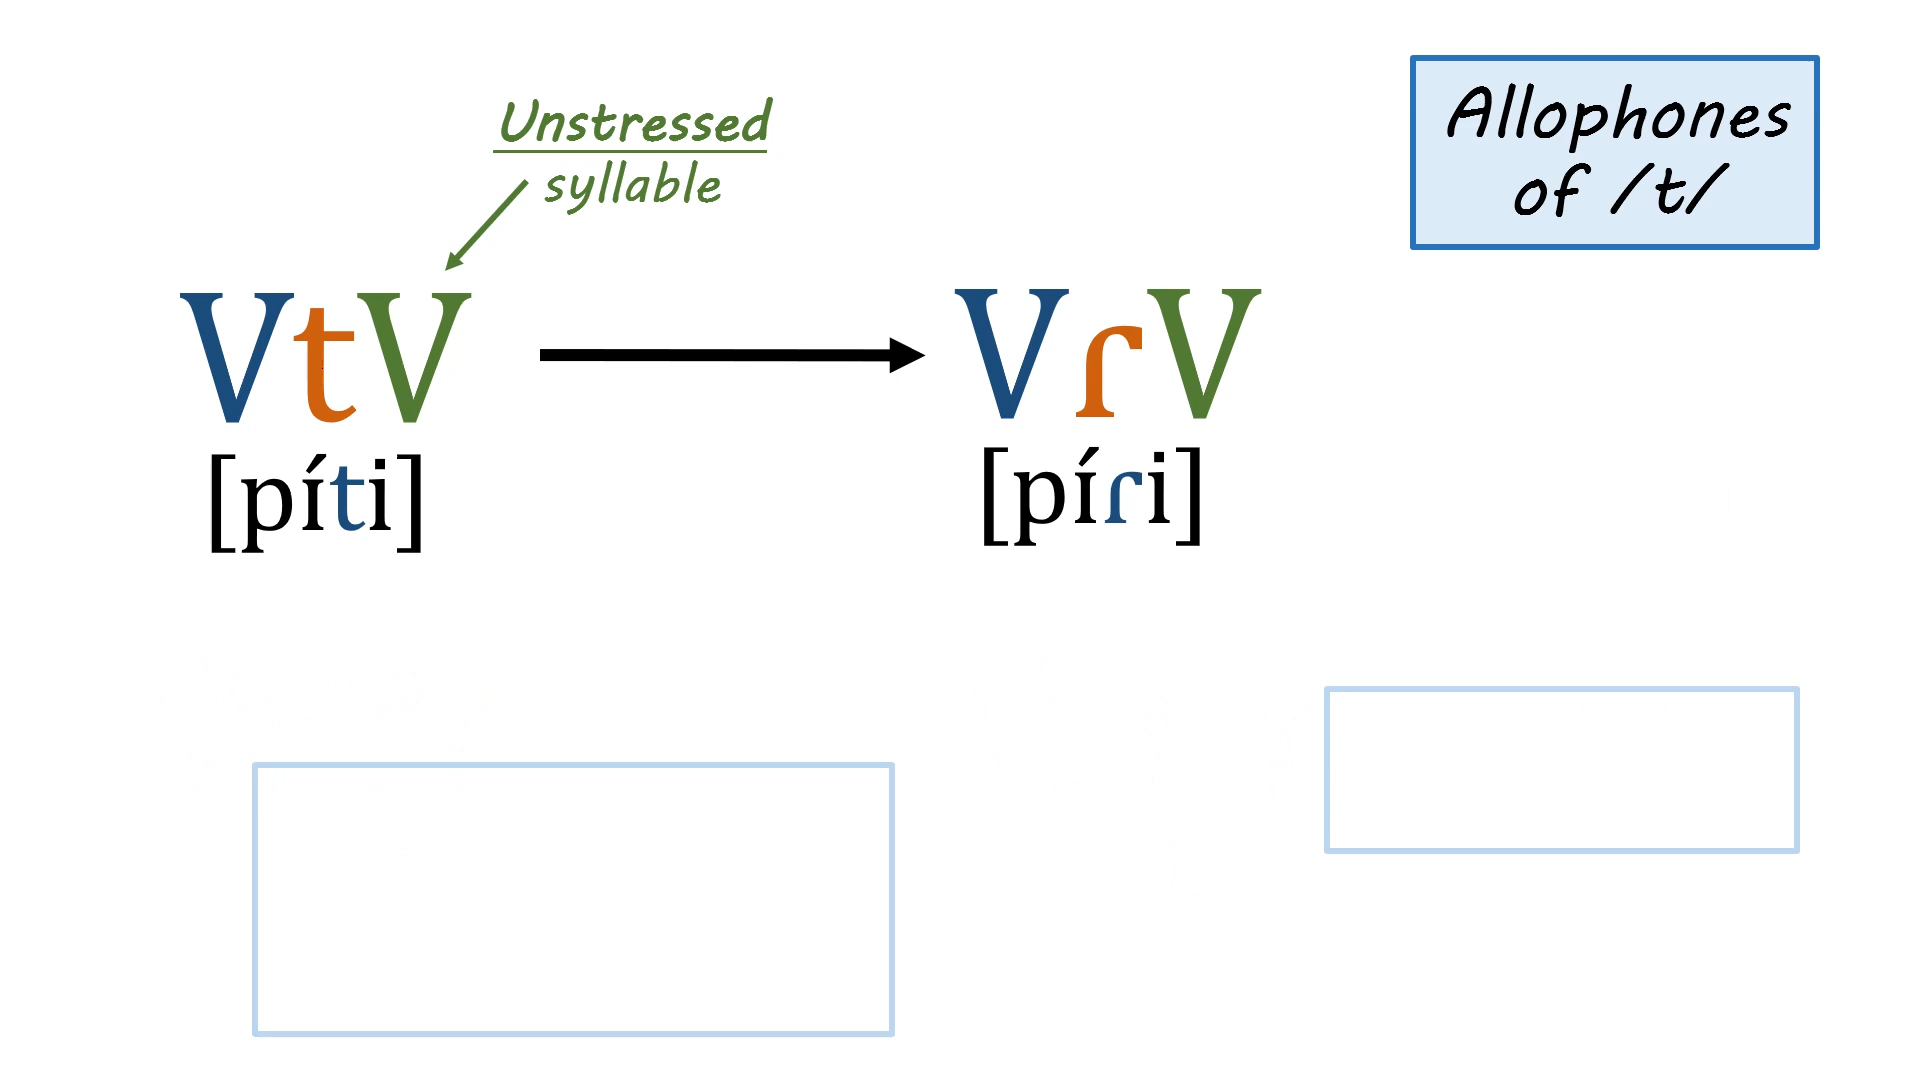 Unstressed
syllable
Allophones
of /t/
VtV
VɾV
[píti]
[píɾi]